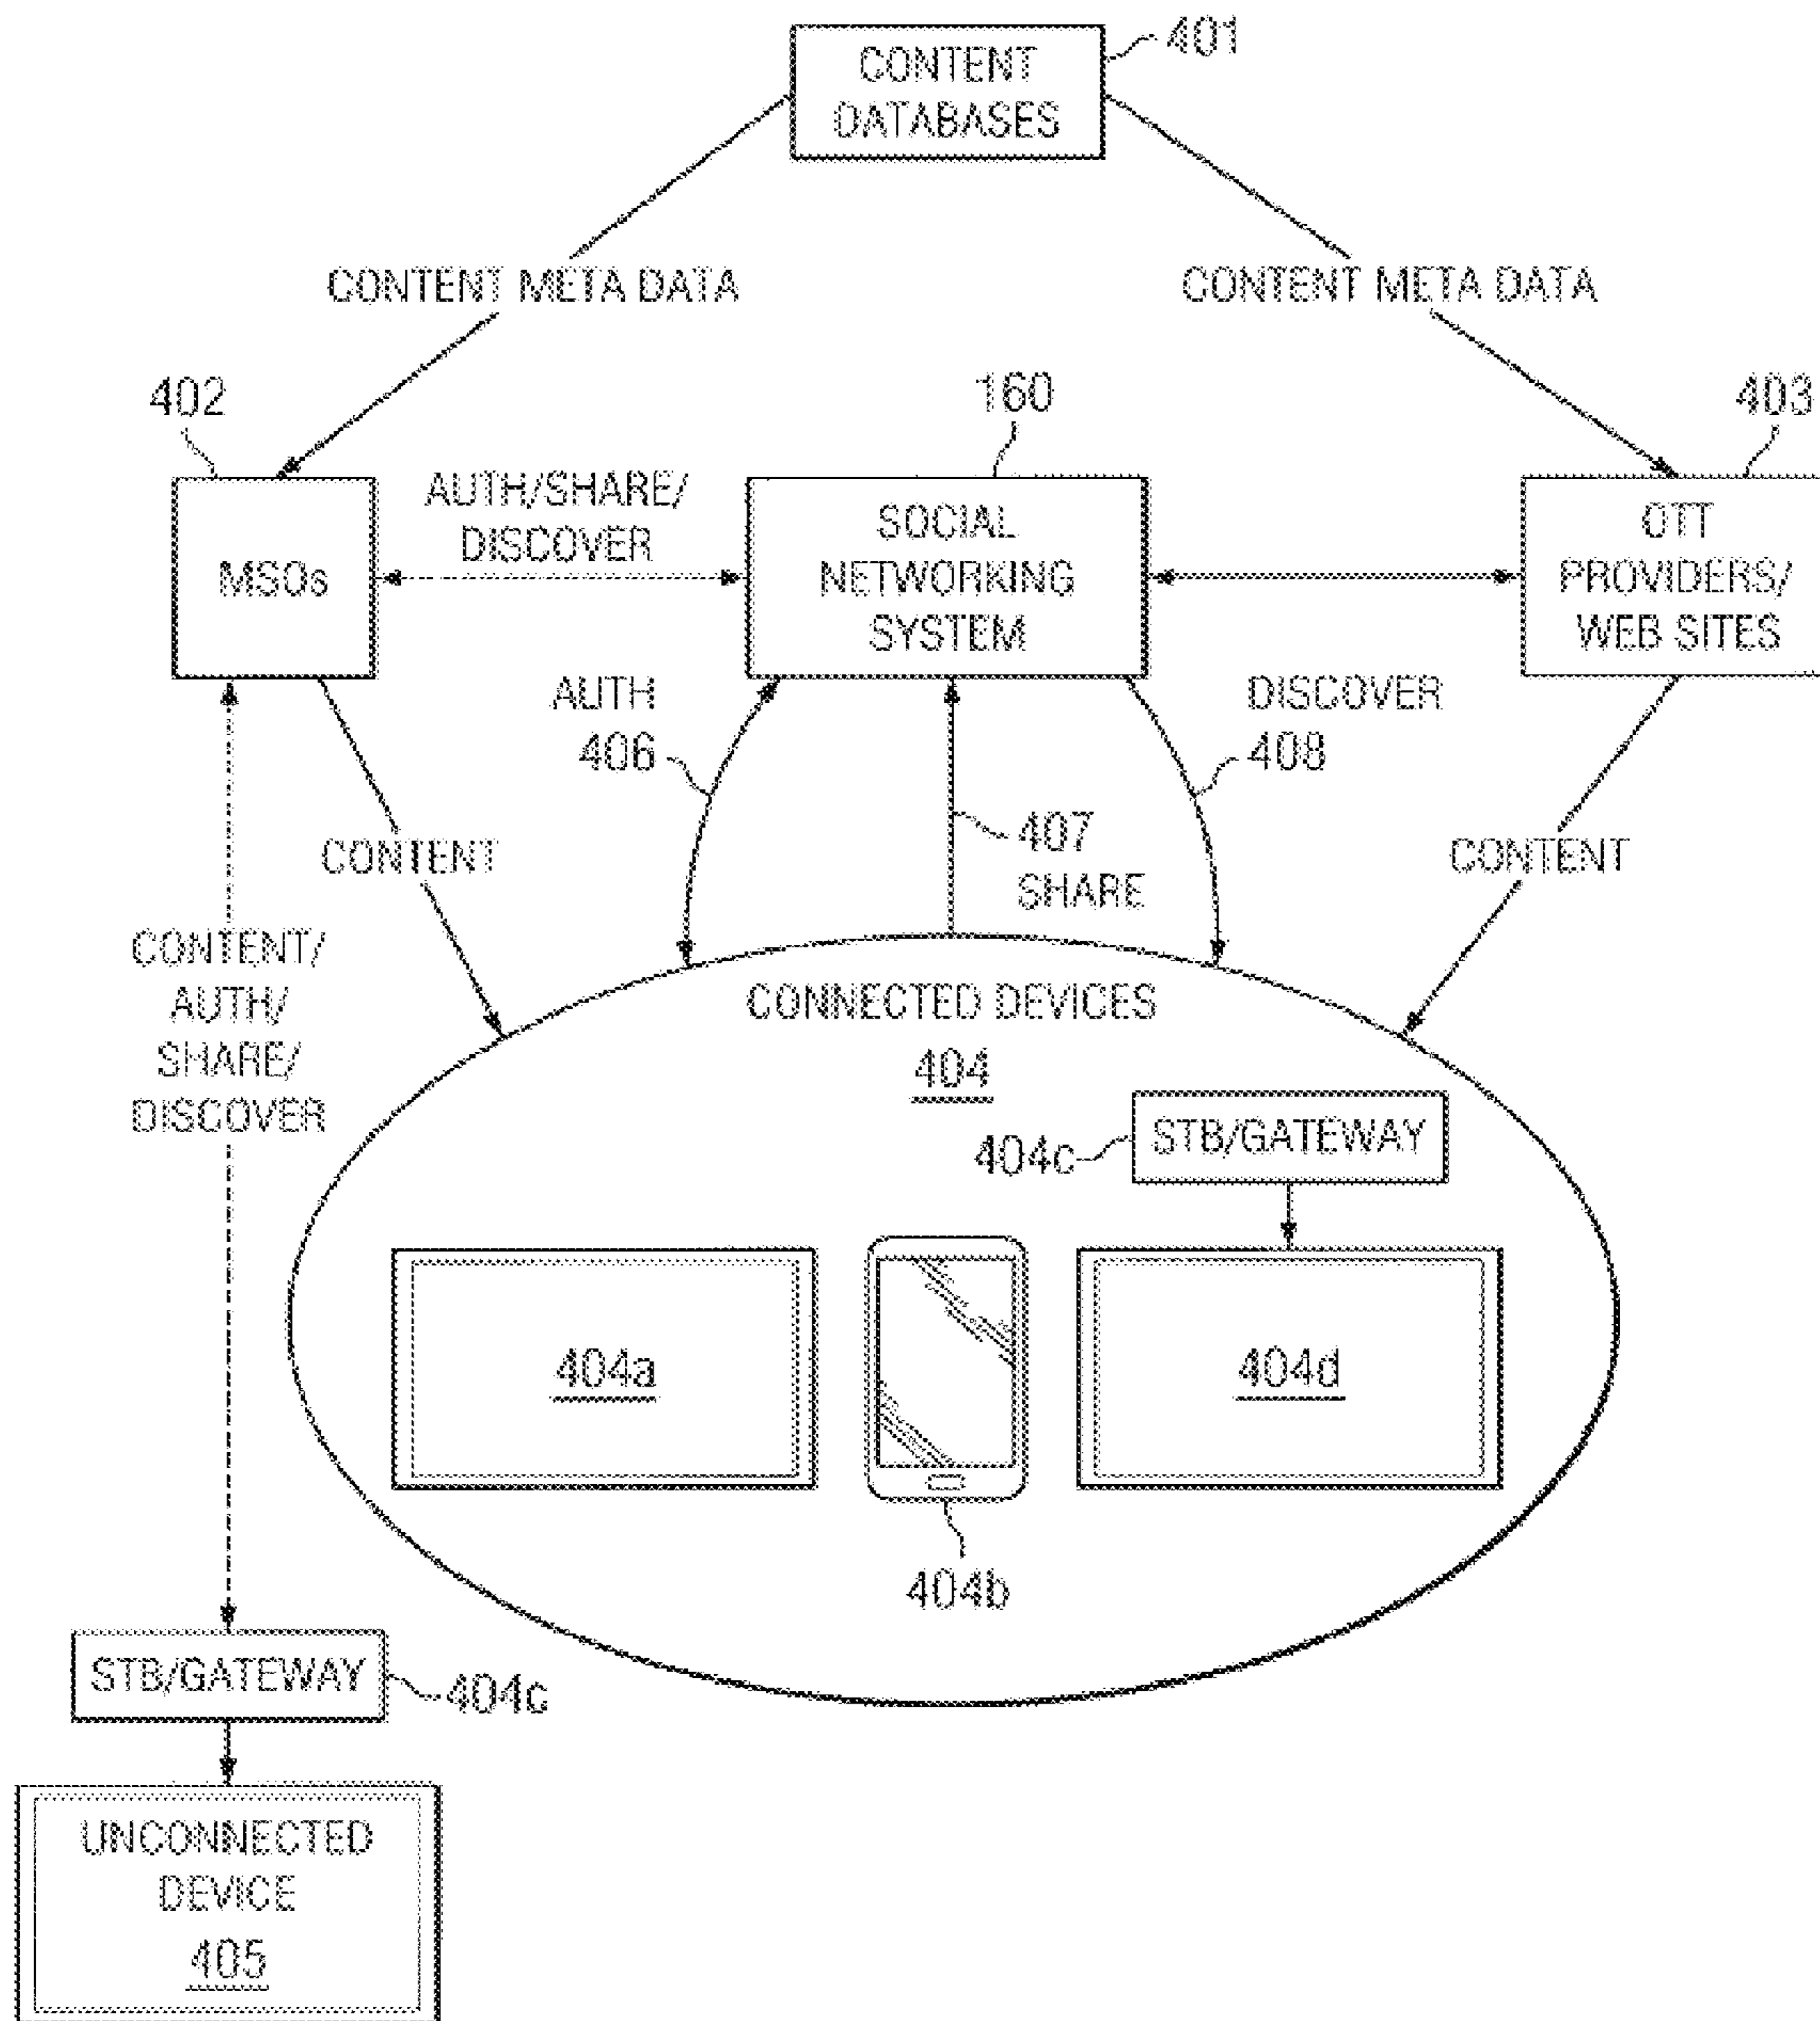 401
CONTENT
DATABASES
CONTENT META DATA
CONTENT META DATA
402
160
403
MSOs
AUTH/SHARE/
DISCOVER
SOCIAL
NETWORKING
SYSTEM
OTT
PROVIDERS/
WEB SITES
AUTH
406
DISCOVER
408
407
SHARE
CONTENT
CONTENT
CONTENT/
AUTH/
SHARE/
DISCOVER
CONNECTED DEVICES
404
404c
STB/GATEWAY
404a
404d
404b
STB/GATEWAY
404c
UNCONNECTED
DEVICE
405